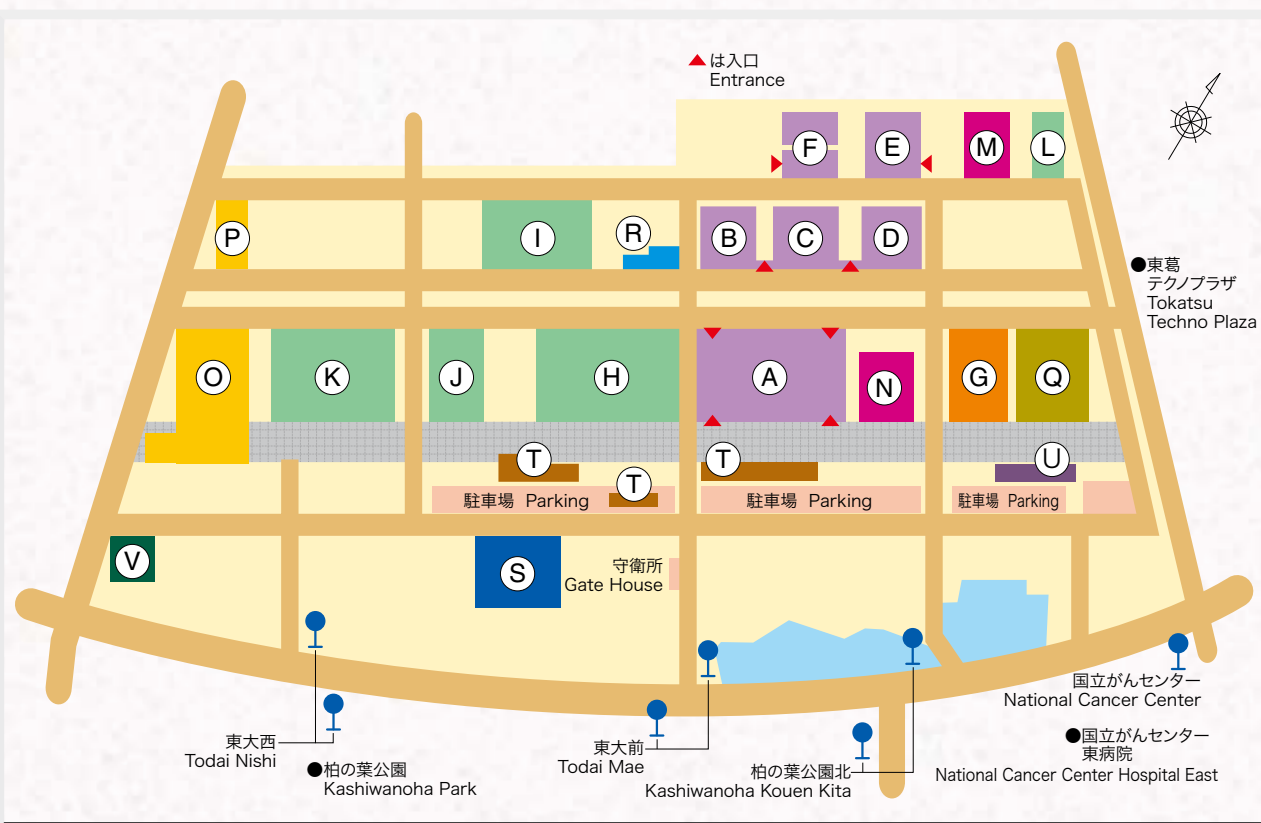 は入口
Entrance
F
E
M
L
P
I
R
B
C
D
東葛
テクノプラザ
Tokatsu
Techno Plaza
O
K
J
H
A
N
G
Q
T
T
U
T
駐車場 Parking
駐車場 Parking
駐車場 Parking
V
S
守衛所
Gate House
国立がんセンター
National Cancer Center
東大西
Todai Nishi
柏の葉公園
Kashiwanoha Park
東大前
Todai Mae
柏の葉公園北
Kashiwanoha Kouen Kita
国立がんセンター
東病院
National Cancer Center Hospital East